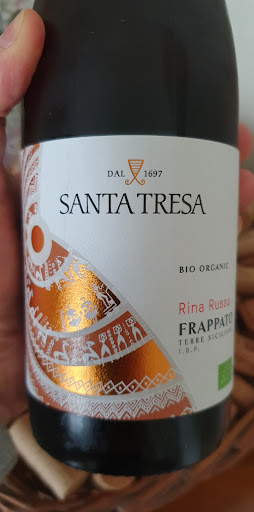 DAL 1697
SANTA TRESA
BIO ORGANIC
Rina Russa
FRAPPATO
TERRE SICILIANE
I.G.P.